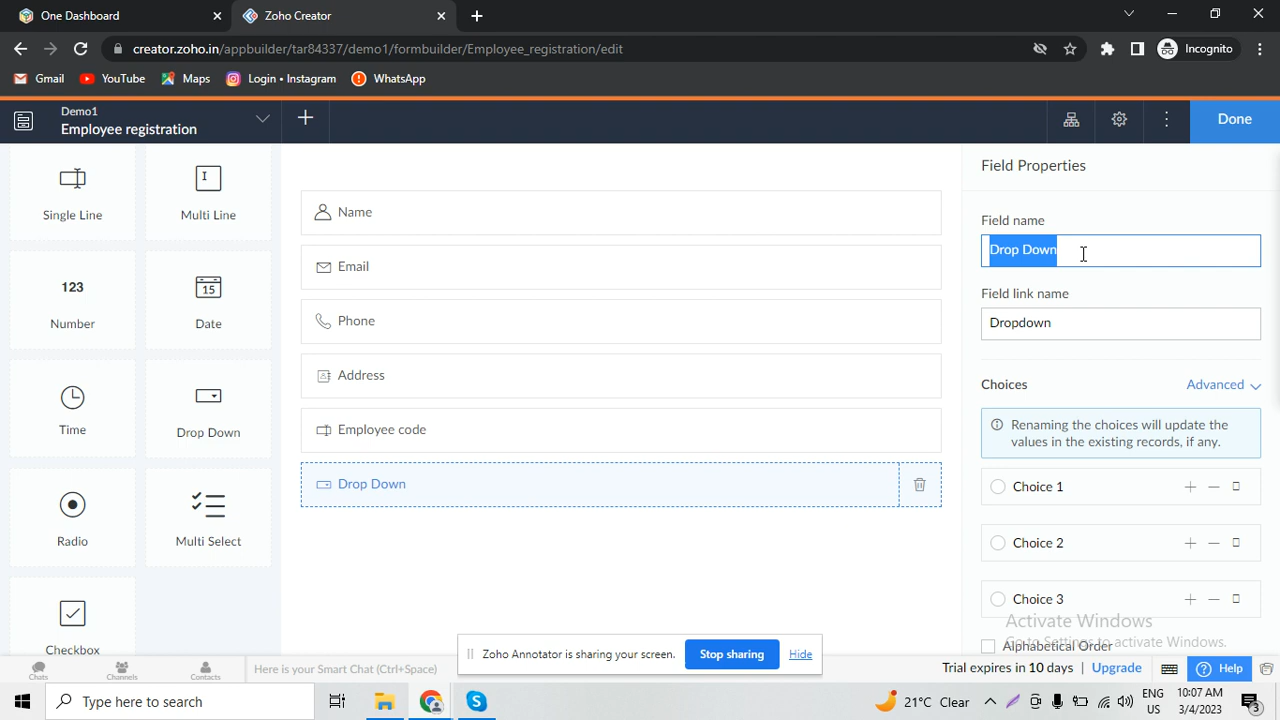 One Dashboard
Zoho Creator
creator.zoho.in/appbuilder/tar84337/demo1/formbuilder/Employee_registration/edit
Incognito
Gmail
YouTube
Maps
Login • Instagram
WhatsApp
Demo1
Employee registration
Done
Single Line
Multi Line
123
Number
15
Date
Time
Drop Down
Radio
Multi Select
Checkbox
Name
Email
Phone
Address
Employee code
Drop Down
Field Properties
Field name
Drop Down
Field link name
Dropdown
Choices
Advanced
Renaming the choices will update the
values in the existing records, if any.
Choice 1
Choice 2
Choice 3
Alphabetical Order
Activate Windows
Go to Settings to activate Windows.
Zoho Annotator is sharing your screen.
Stop sharing
Hide
Chats
Channels
Contacts
Here is your Smart Chat (Ctrl+Space)
Trial expires in 10 days
Upgrade
Help
Type here to search
21°C Clear
ENG
US
10:07 AM
3/4/2023
3